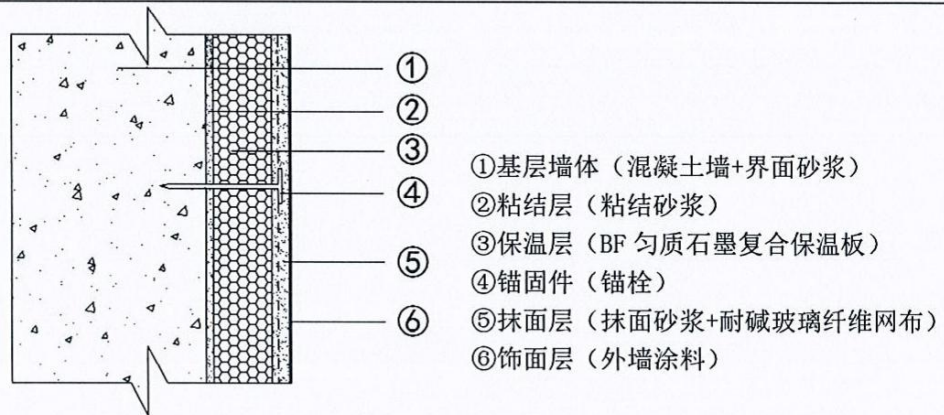 ①
②
③
④
⑤
⑥
①基层墙体（混凝土墙+界面砂浆）
②粘结层（粘结砂浆）
③保温层（BF 匀质石墨复合保温板）
④锚固件（锚栓）
⑤抹面层（抹面砂浆+耐碱玻璃纤维网布）
⑥饰面层（外墙涂料）